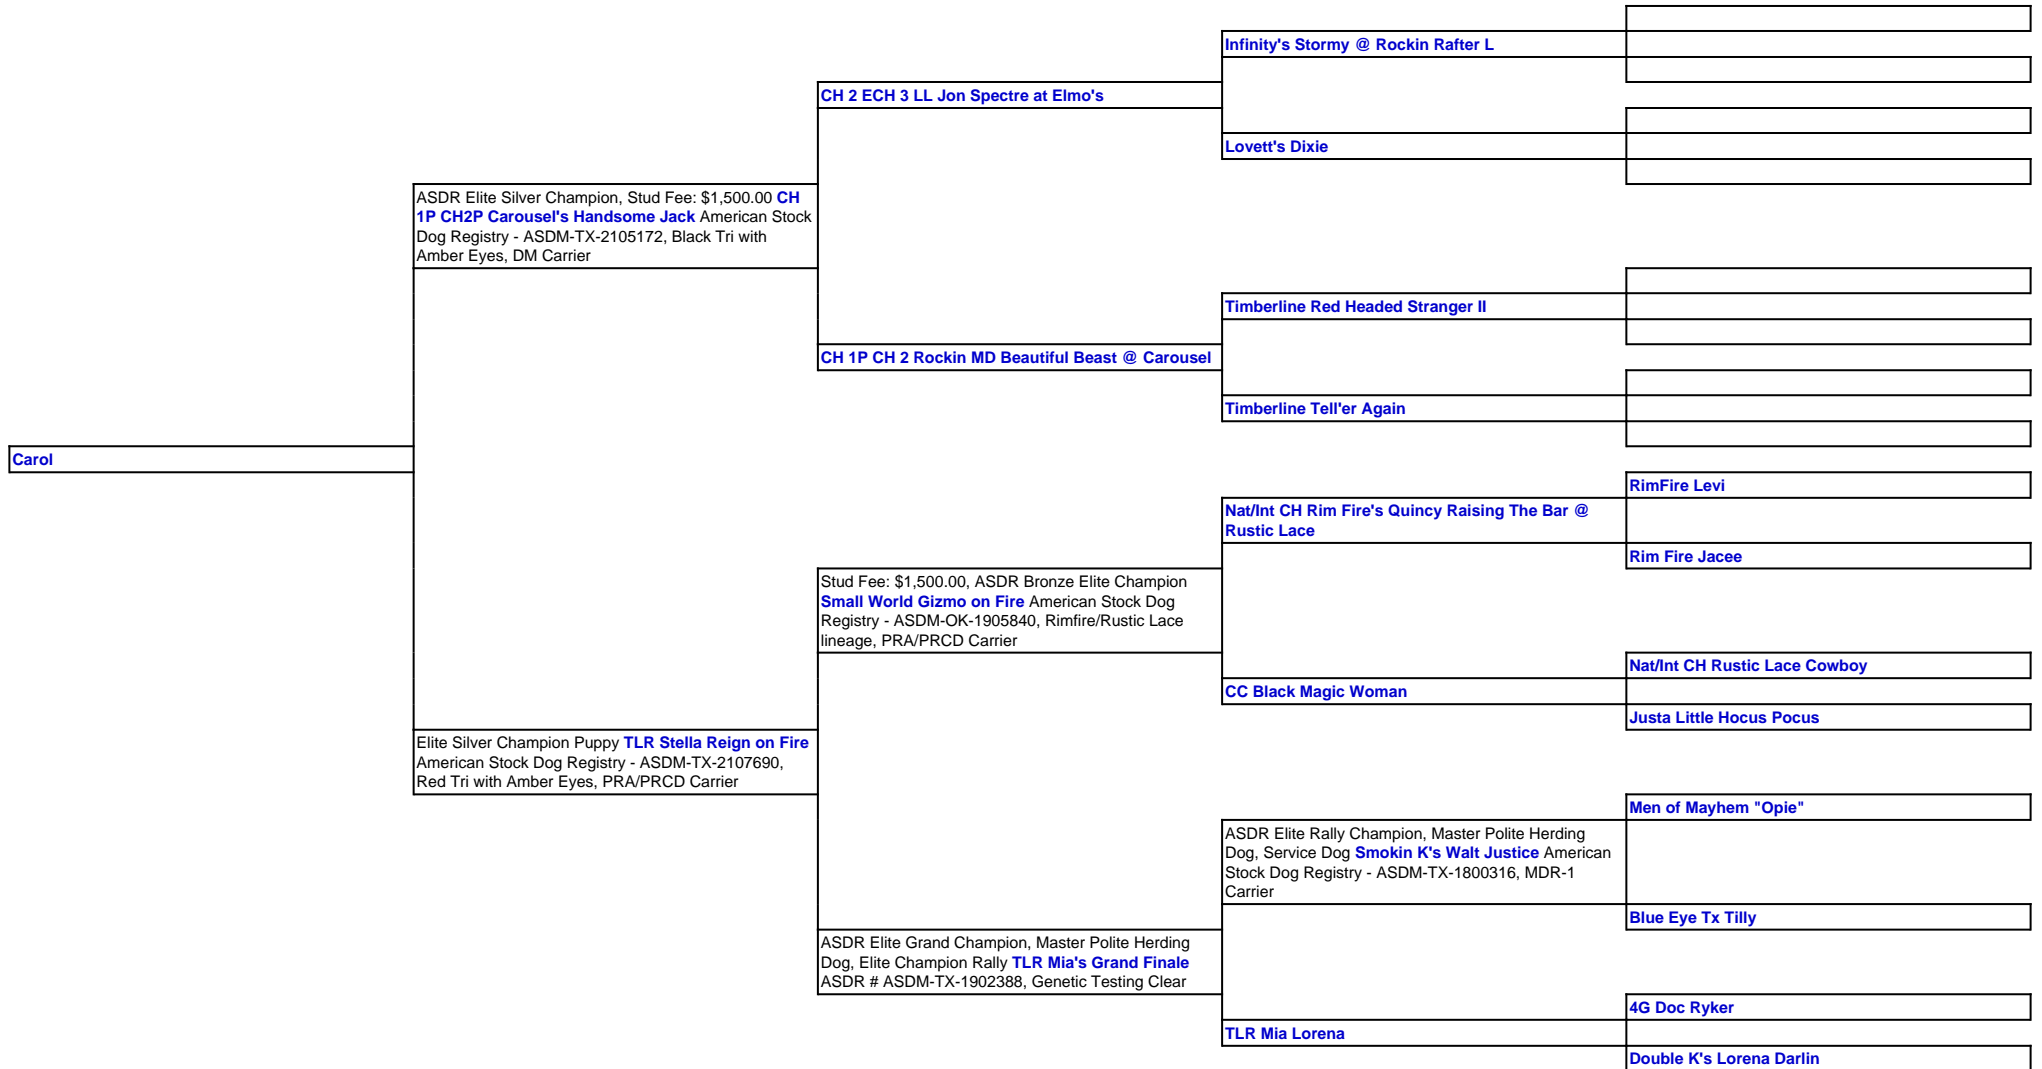 Infinity's Stormy @ Rockin Rafter L
CH 2 ECH 3 LL Jon Spectre at Elmo's
Lovett's Dixie
ASDR Elite Silver Champion, Stud Fee: $1,500.00 CH
1P CH2P Carousel's Handsome Jack American Stock
Dog Registry - ASDM-TX-2105172, Black Tri with
Amber Eyes, DM Carrier
Timberline Red Headed Stranger II
CH 1P CH 2 Rockin MD Beautiful Beast @ Carousel
Timberline Tell'er Again
Carol
RimFire Levi
Nat/Int CH Rim Fire's Quincy Raising The Bar @
Rustic Lace
Rim Fire Jacee
Stud Fee: $1,500.00, ASDR Bronze Elite Champion
Small World Gizmo on Fire American Stock Dog
Registry - ASDM-OK-1905840, Rimfire/Rustic Lace
lineage, PRA/PRCD Carrier
Nat/Int CH Rustic Lace Cowboy
CC Black Magic Woman
Justa Little Hocus Pocus
Elite Silver Champion Puppy TLR Stella Reign on Fire
American Stock Dog Registry - ASDM-TX-2107690,
Red Tri with Amber Eyes, PRA/PRCD Carrier
Men of Mayhem "Opie"
ASDR Elite Rally Champion, Master Polite Herding
Dog, Service Dog Smokin K's Walt Justice American
Stock Dog Registry - ASDM-TX-1800316, MDR-1
Carrier
Blue Eye Tx Tilly
ASDR Elite Grand Champion, Master Polite Herding
Dog, Elite Champion Rally TLR Mia's Grand Finale
ASDR # ASDM-TX-1902388, Genetic Testing Clear
4G Doc Ryker
TLR Mia Lorena
Double K's Lorena Darlin